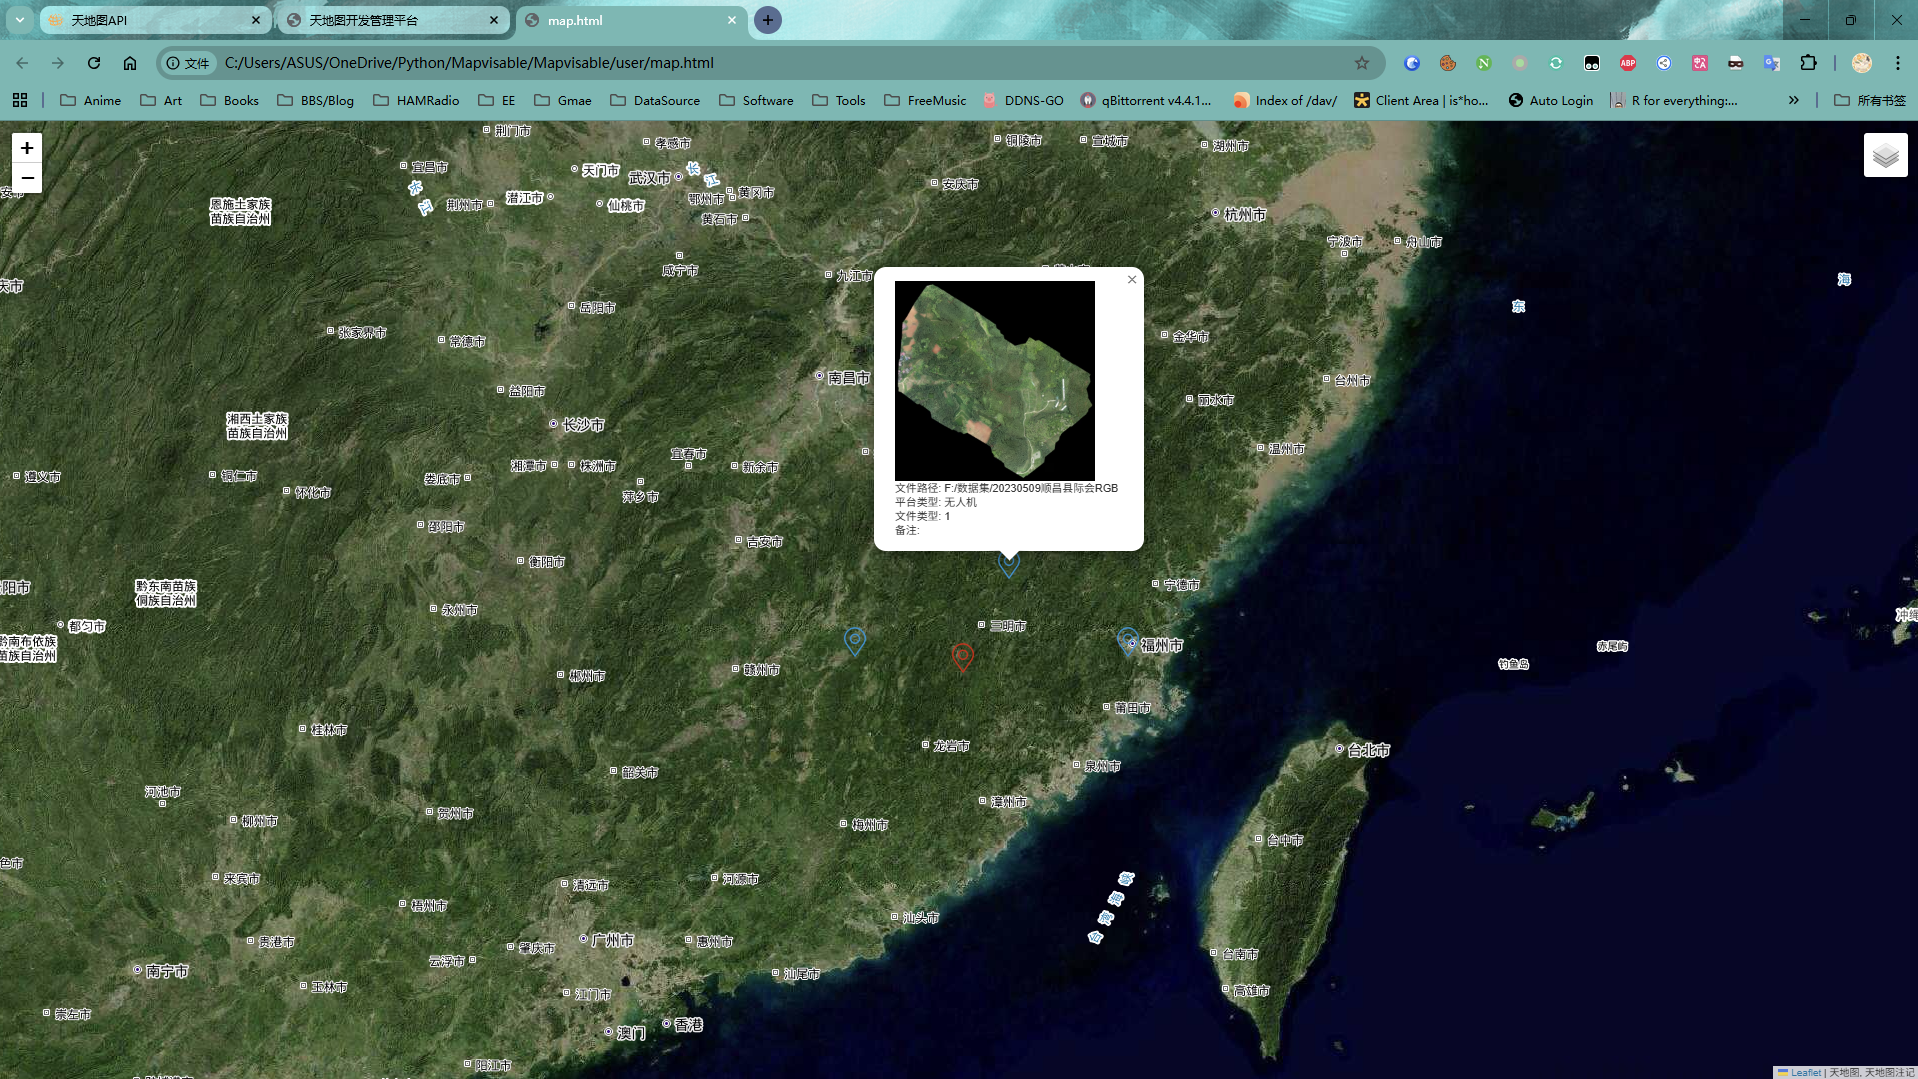 天地图API
天地图开发管理平台
map.html
文件
C:/Users/ASUS/OneDrive/Python/Mapvisable/Mapvisable/user/map.html
Anime
Art
Books
BBS/Blog
HAMRadio
EE
Gmae
DataSource
Software
Tools
FreeMusic
DDNS-GO
qBittorrent v4.4.1...
Index of /dav/
Client Area | is*ho...
Auto Login
R for everything:...
所有书签
+
−
荆门市
孝感市
铜陵市
宣城市
湖州市
宜昌市
天门市
武汉市
长
江
安庆市
长
江
荆州市
潜江市
仙桃市
鄂州市
黄冈市
黄石市
恩施土家族
苗族自治州
杭州市
宁波市
舟山市
咸宁市
九江市
东
海
岳阳市
张家界市
常德市
金华市
南昌市
台州市
益阳市
丽水市
湘西土家族
苗族自治州
长沙市
温州市
遵义市
铜仁市
怀化市
娄底市
湘潭市
株洲市
宜春市
新余市
萍乡市
文件路径: F:/数据集/20230509顺昌县际会RGB
平台类型: 无人机
文件类型: 1
备注:
邵阳市
吉安市
衡阳市
宁德市
黔东南苗族
侗族自治州
永州市
都匀市
三明市
福州市
黔南布依族
苗族自治州
钓鱼岛
赤尾屿
郴州市
赣州市
莆田市
桂林市
龙岩市
台北市
韶关市
泉州市
河池市
漳州市
柳州市
贺州市
梅州市
台中市
来宾市
清远市
河源市
台
湾
海
峡
梧州市
汕头市
贵港市
肇庆市
广州市
惠州市
云浮市
台南市
南宁市
汕尾市
玉林市
江门市
高雄市
崇左市
澳门
香港
阳江市
Leaflet | 天地图, 天地图注记